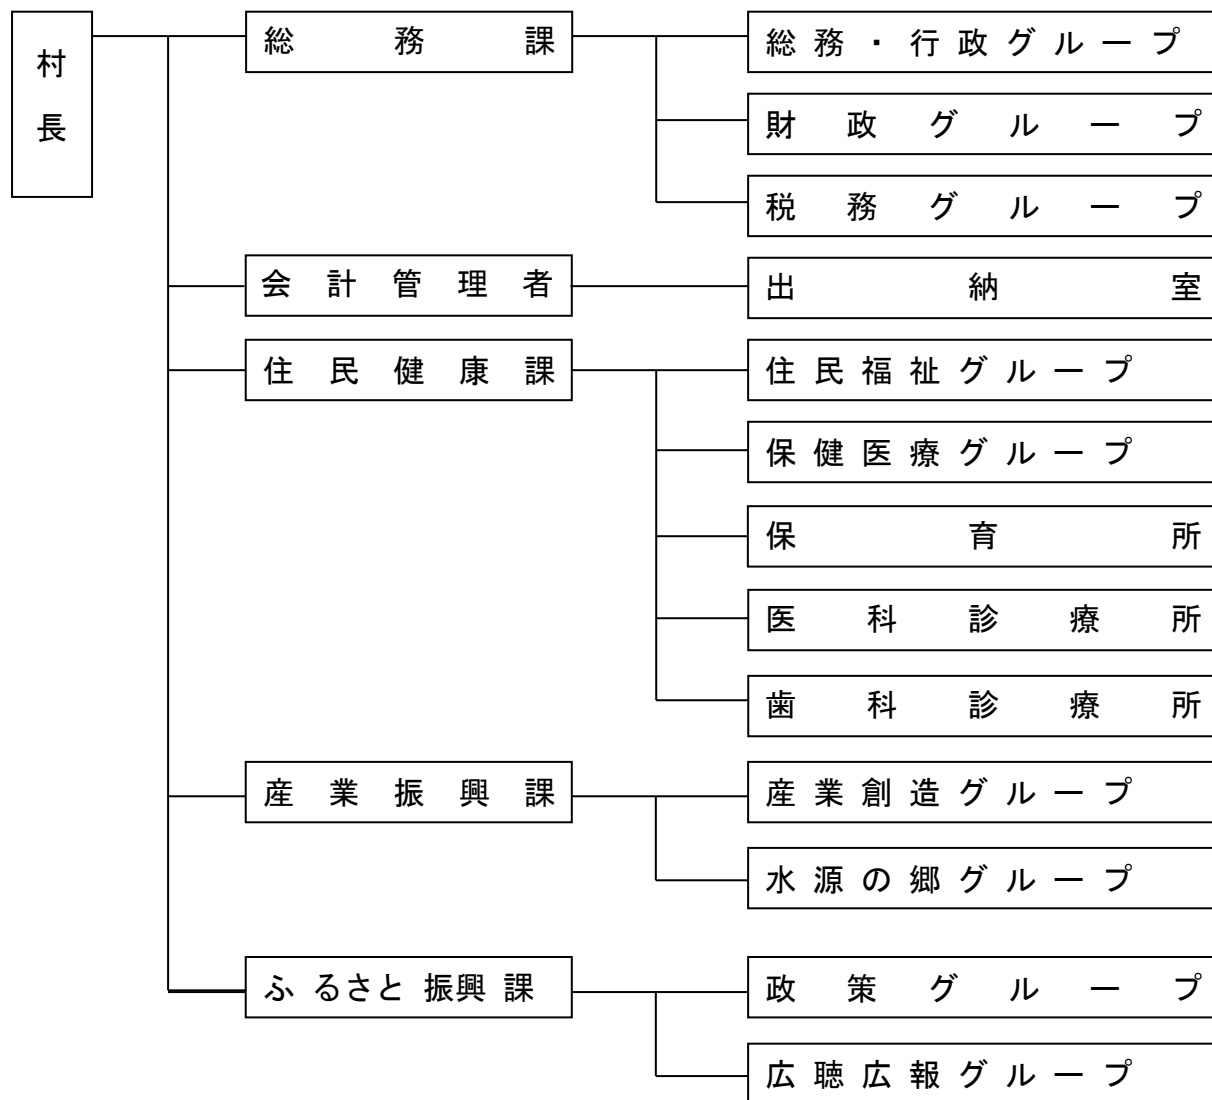 村長
総務課
総務・行政グループ
財政グループ
税務グループ
会計管理者
出納室
住民健康課
住民福祉グループ
保健医療グループ
保育所
医科診療所
歯科診療所
産業振興課
産業創造グループ
水源の郷グループ
ふるさと振興課
政策グループ
広聴広報グループ